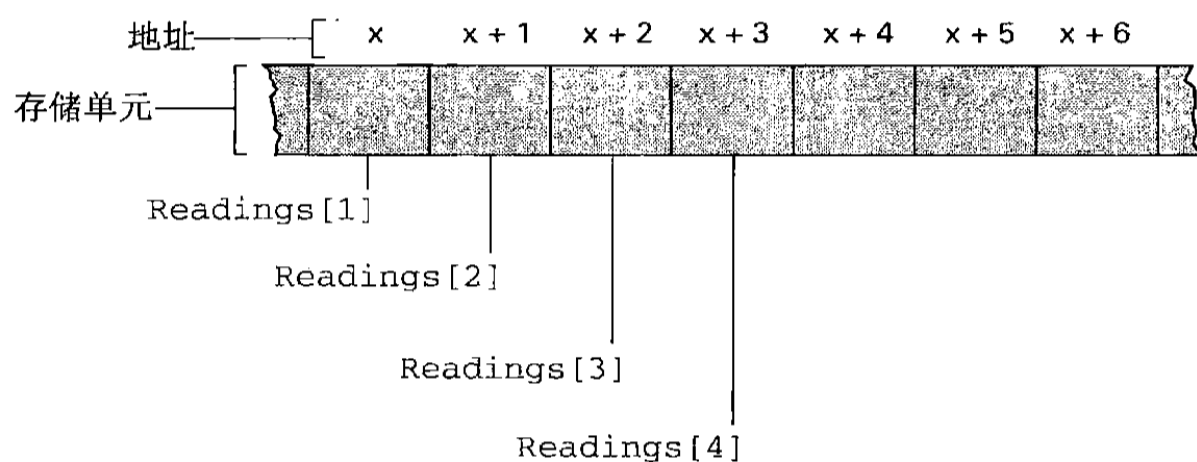 地址 x x + 1 x + 2 x + 3 x + 4 x + 5 x + 6
存储单元
Readings[1]
Readings[2]
Readings[3]
Readings[4]